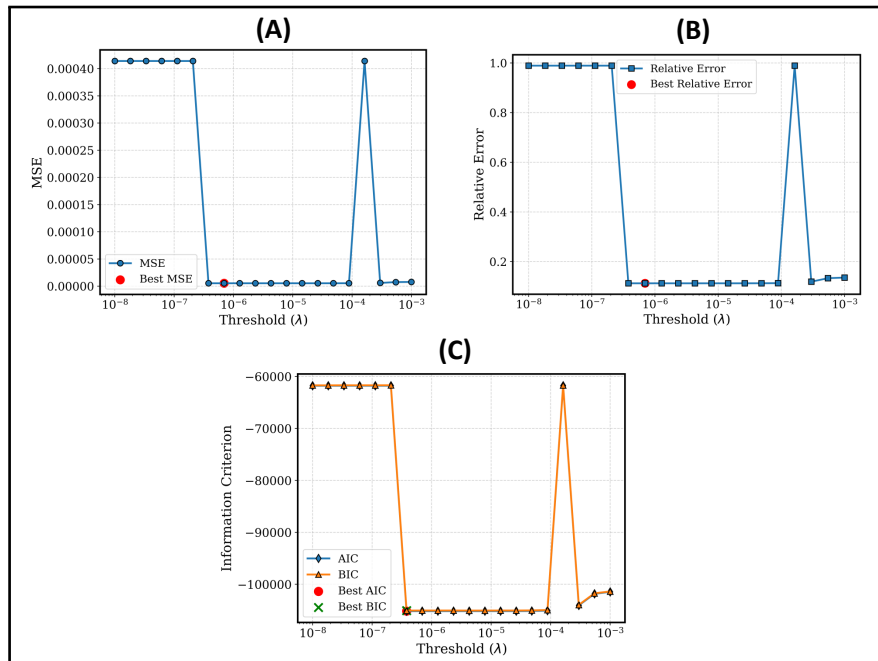 (A)
0.00040
0.00035
0.00030
0.00025
0.00020
0.00015
0.00010
0.00005
0.00000
MSE
MSE
Best MSE
10⁻⁸ 10⁻⁷ 10⁻⁶ 10⁻⁵ 10⁻⁴ 10⁻³
Threshold (λ)
(B)
1.0
0.8
0.6
0.4
0.2
Relative Error
Relative Error
Best Relative Error
10⁻⁸ 10⁻⁷ 10⁻⁶ 10⁻⁵ 10⁻⁴ 10⁻³
Threshold (λ)
(C)
−60000
−70000
−80000
−90000
−100000
Information Criterion
AIC
BIC
Best AIC
Best BIC
10⁻⁸ 10⁻⁷ 10⁻⁶ 10⁻⁵ 10⁻⁴ 10⁻³
Threshold (λ)